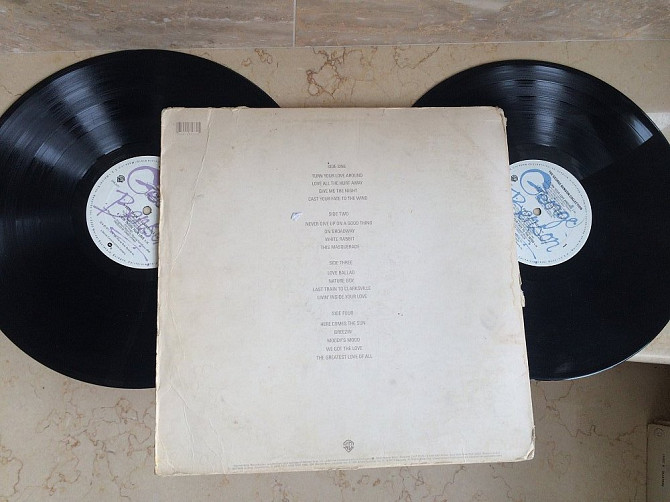 SIDE ONE
TURN YOUR LOVE AROUND
LOVE ALL THE HURT AWAY
GIVE ME THE NIGHT
CAST YOUR FATE TO THE WIND
SIDE TWO
NEVER GIVE UP ON A GOOD THING
ON BROADWAY
WHITE RABBIT
THIS MASQUERADE
SIDE THREE
LOVE BALLAD
NATURE BOY
LAST TRAIN TO CLARKSVILLE
LIVIN' INSIDE YOUR LOVE
SIDE FOUR
HERE COMES THE SUN
BREEZIN'
MOODY'S MOOD
WE GOT THE LOVE
THE GREATEST LOVE OF ALL
George
Benson
George
Benson